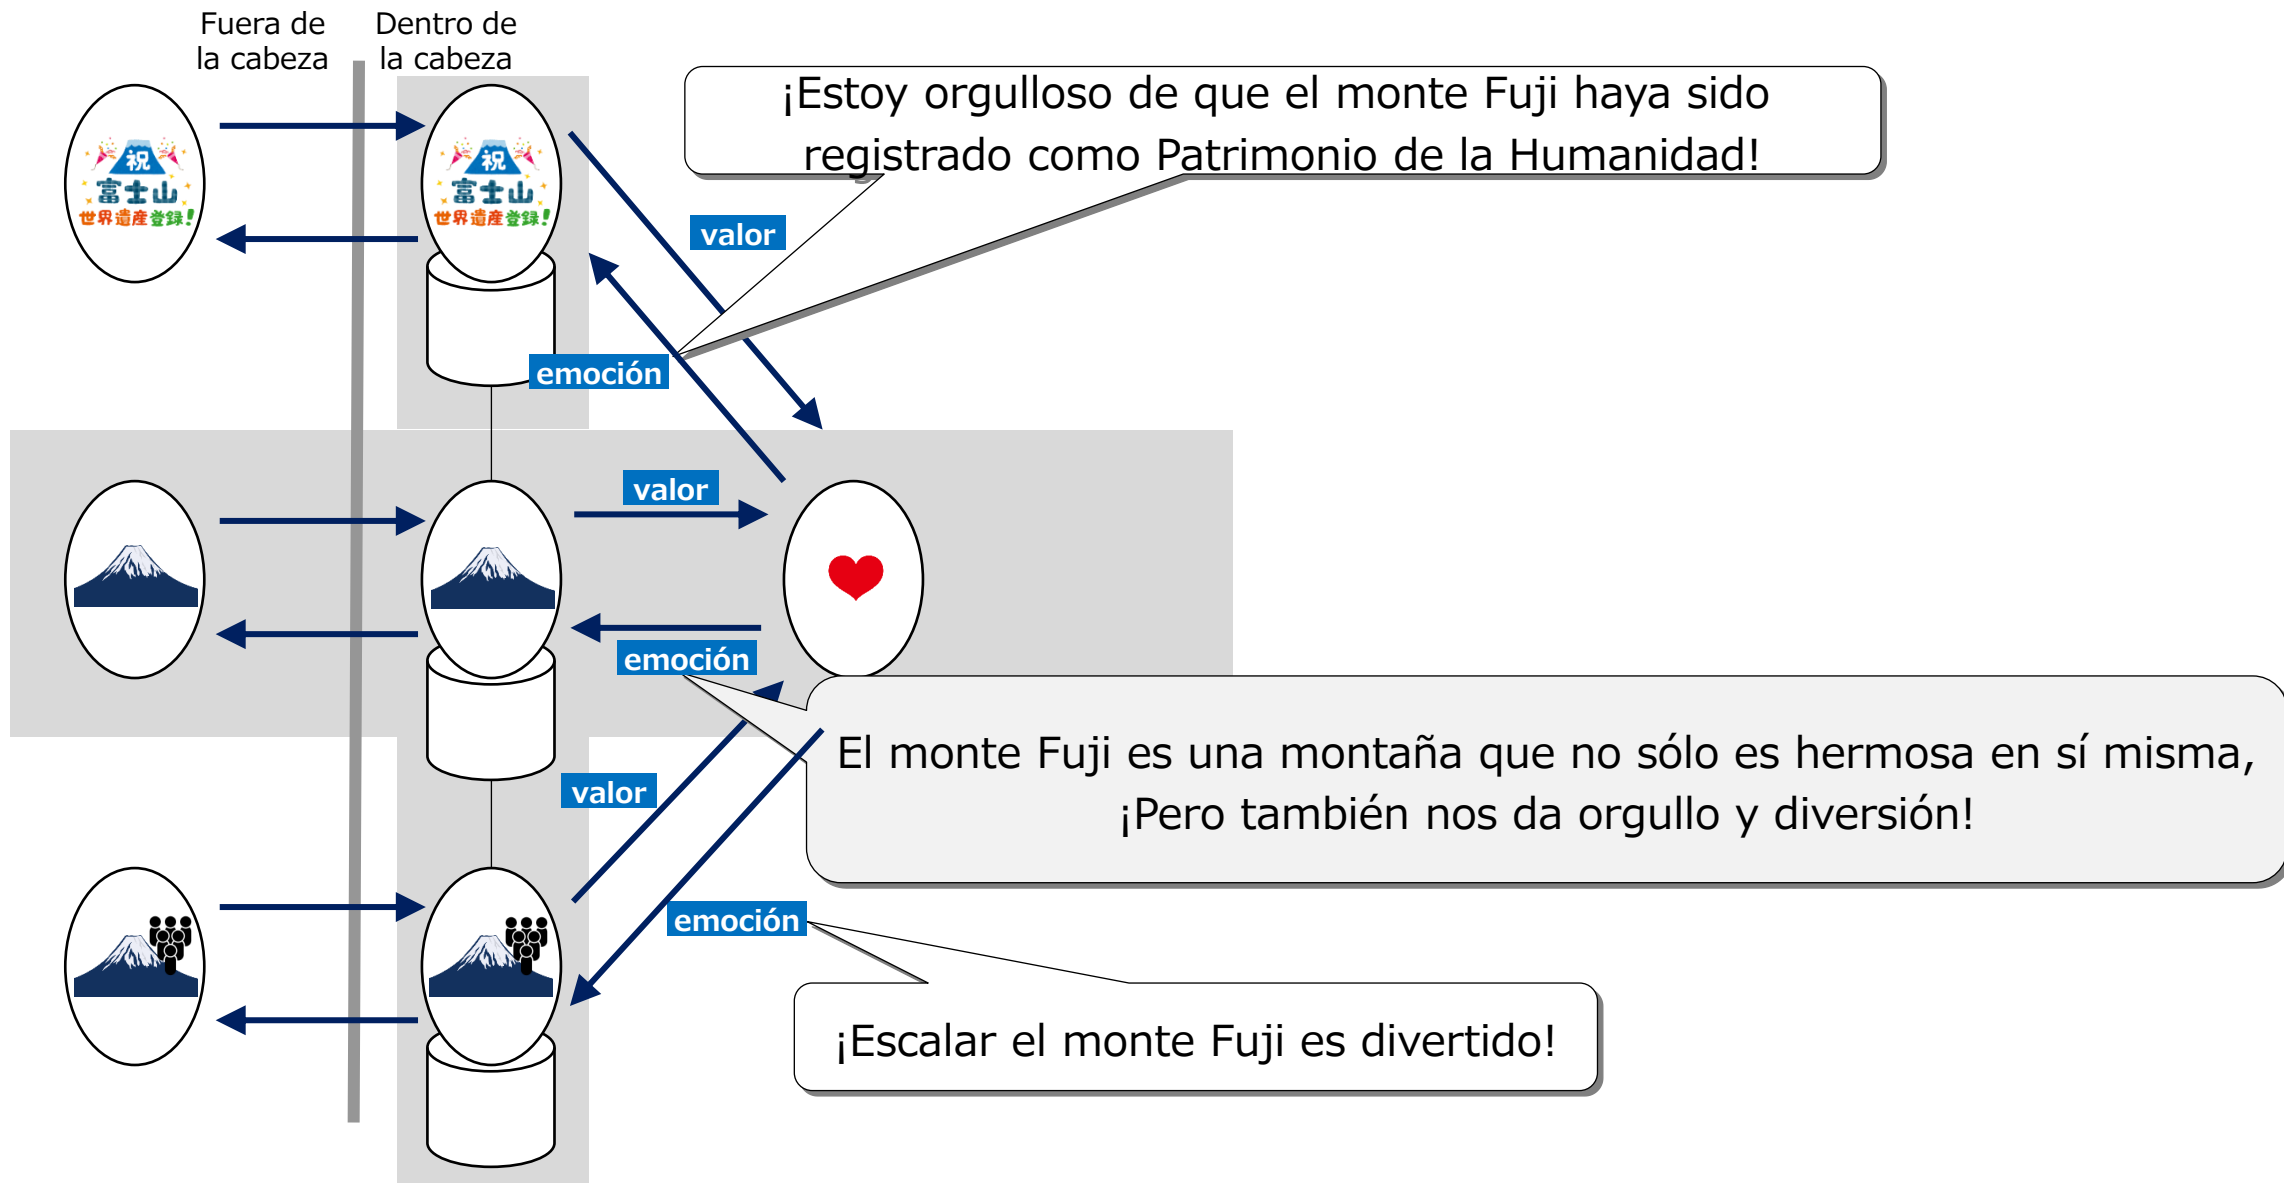 Fuera de
la cabeza
Dentro de
la cabeza
¡Estoy orgulloso de que el monte Fuji haya sido
registrado como Patrimonio de la Humanidad!
祝
富士山
世界遺産登録!
祝
富士山
世界遺産登録!
valor
emoción
valor
emoción
El monte Fuji es una montaña que no sólo es hermosa en sí misma,
¡Pero también nos da orgullo y diversión!
valor
emoción
¡Escalar el monte Fuji es divertido!